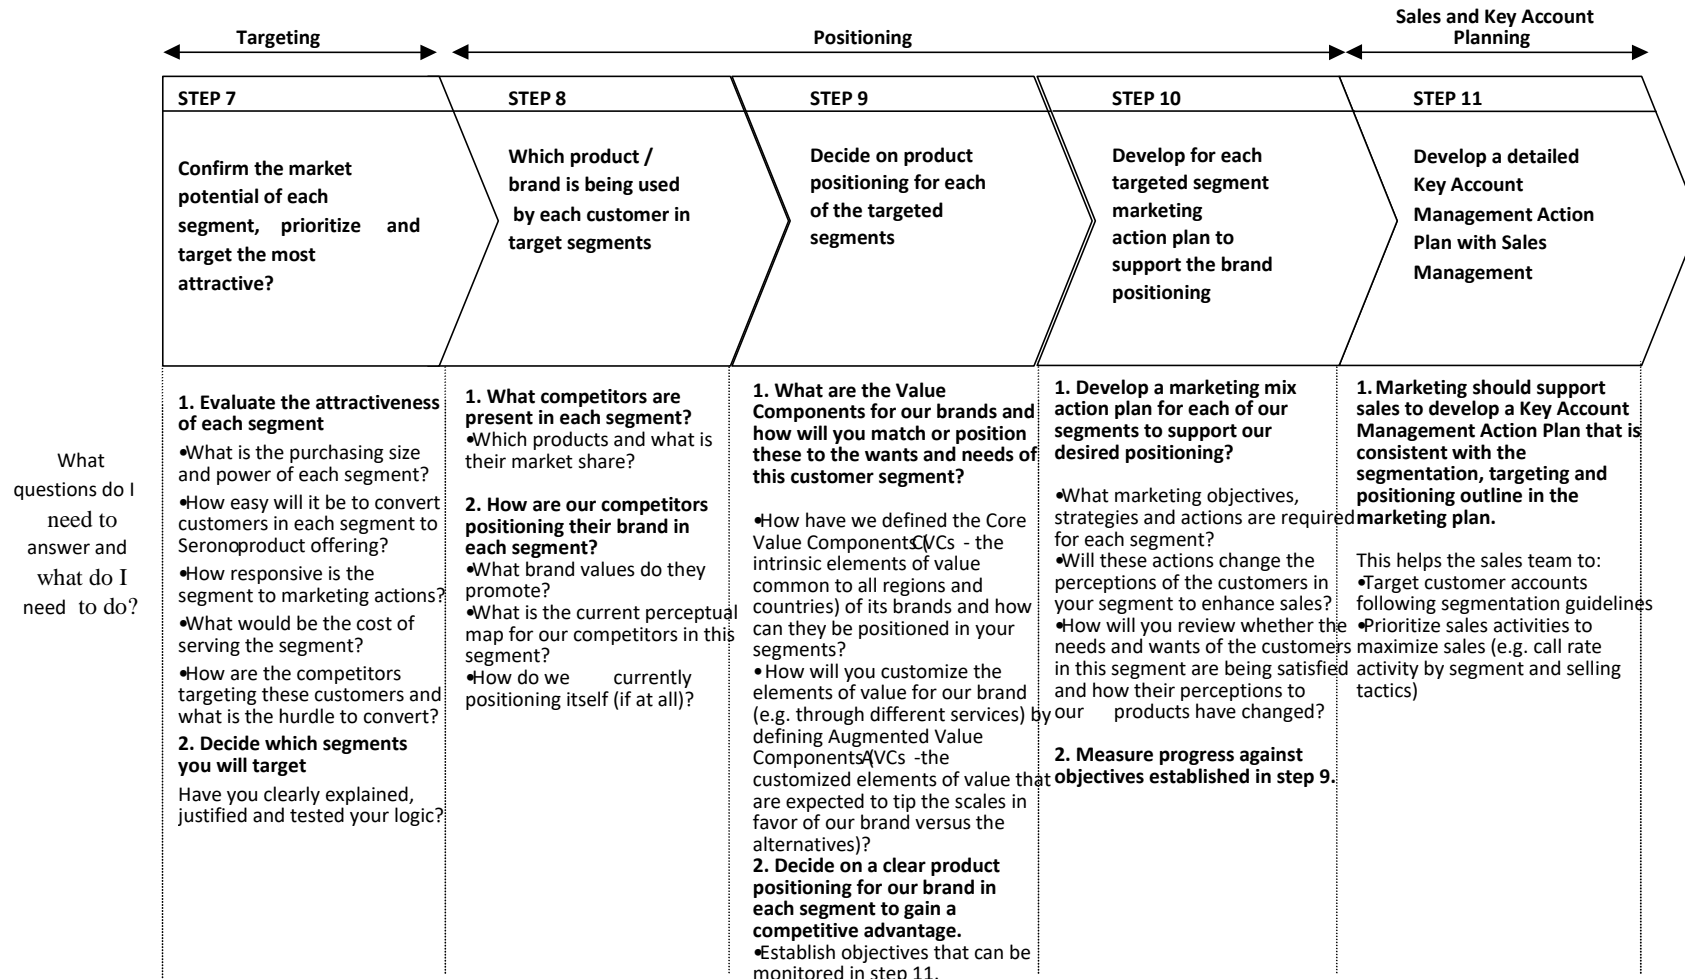 Sales and Key Account
Planning
Targeting
Positioning
STEP 7
STEP 8
STEP 9
STEP 10
STEP 11
Confirm the market
potential of each
segment, prioritize and
target the most
attractive?
Which product /
brand is being used
by each customer in
target segments
Decide on product
positioning for each
of the targeted
segments
Develop for each
targeted segment
marketing
action plan to
support the brand
positioning
Develop a detailed
Key Account
Management Action
Plan with Sales
Management
What
questions do I
need to
answer and
what do I
need to do?
1. Evaluate the attractiveness
of each segment
•What is the purchasing size
and power of each segment?
•How easy will it be to convert
customers in each segment to
Serono product offering?
•How responsive is the
segment to marketing actions?
•What would be the cost of
serving the segment?
•How are the competitors
targeting these customers and
what is the hurdle to convert?
2. Decide which segments
you will target
Have you clearly explained,
justified and tested your logic?
1. What competitors are
present in each segment?
•Which products and what is
their market share?
2. How are our competitors
positioning their brand in
each segment?
•What brand values do they
promote?
•What is the current perceptual
map for our competitors in this
segment?
•How do we currently
positioning itself (if at all)?
1. What are the Value
Components for our brands and
how will you match or position
these to the wants and needs of
this customer segment?
•How have we defined the Core
Value Components (CVCs - the
intrinsic elements of value
common to all regions and
countries) of its brands and how
can they be positioned in your
segments?
• How will you customize the
elements of value for our brand
(e.g. through different services) by
defining Augmented Value
Components (AVCs -the
customized elements of value that
are expected to tip the scales in
favor of our brand versus the
alternatives)?
2. Decide on a clear product
positioning for our brand in
each segment to gain a
competitive advantage.
•Establish objectives that can be
monitored in step 11.
1. Develop a marketing mix
action plan for each of our
segments to support our
desired positioning?
•What marketing objectives,
strategies and actions are required
for each segment?
•Will these actions change the
perceptions of the customers in
your segment to enhance sales?
•How will you review whether the
needs and wants of the customers
in this segment are being satisfied
and how their perceptions to
our products have changed?
2. Measure progress against
objectives established in step 9.
1. Marketing should support
sales to develop a Key Account
Management Action Plan that is
consistent with the
segmentation, targeting and
positioning outline in the
marketing plan.
This helps the sales team to:
•Target customer accounts
following segmentation guidelines
•Prioritize sales activities to
maximize sales (e.g. call rate
activity by segment and selling
tactics)